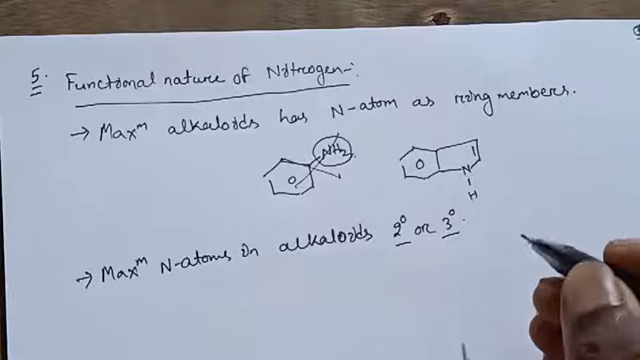 5. Functional nature of Nitrogen:-
→ Maxᵐ alkaloids has N-atom as ring members.
NH₂
N
H
→ Maxᵐ N-atoms in alkaloids 2° or 3°.